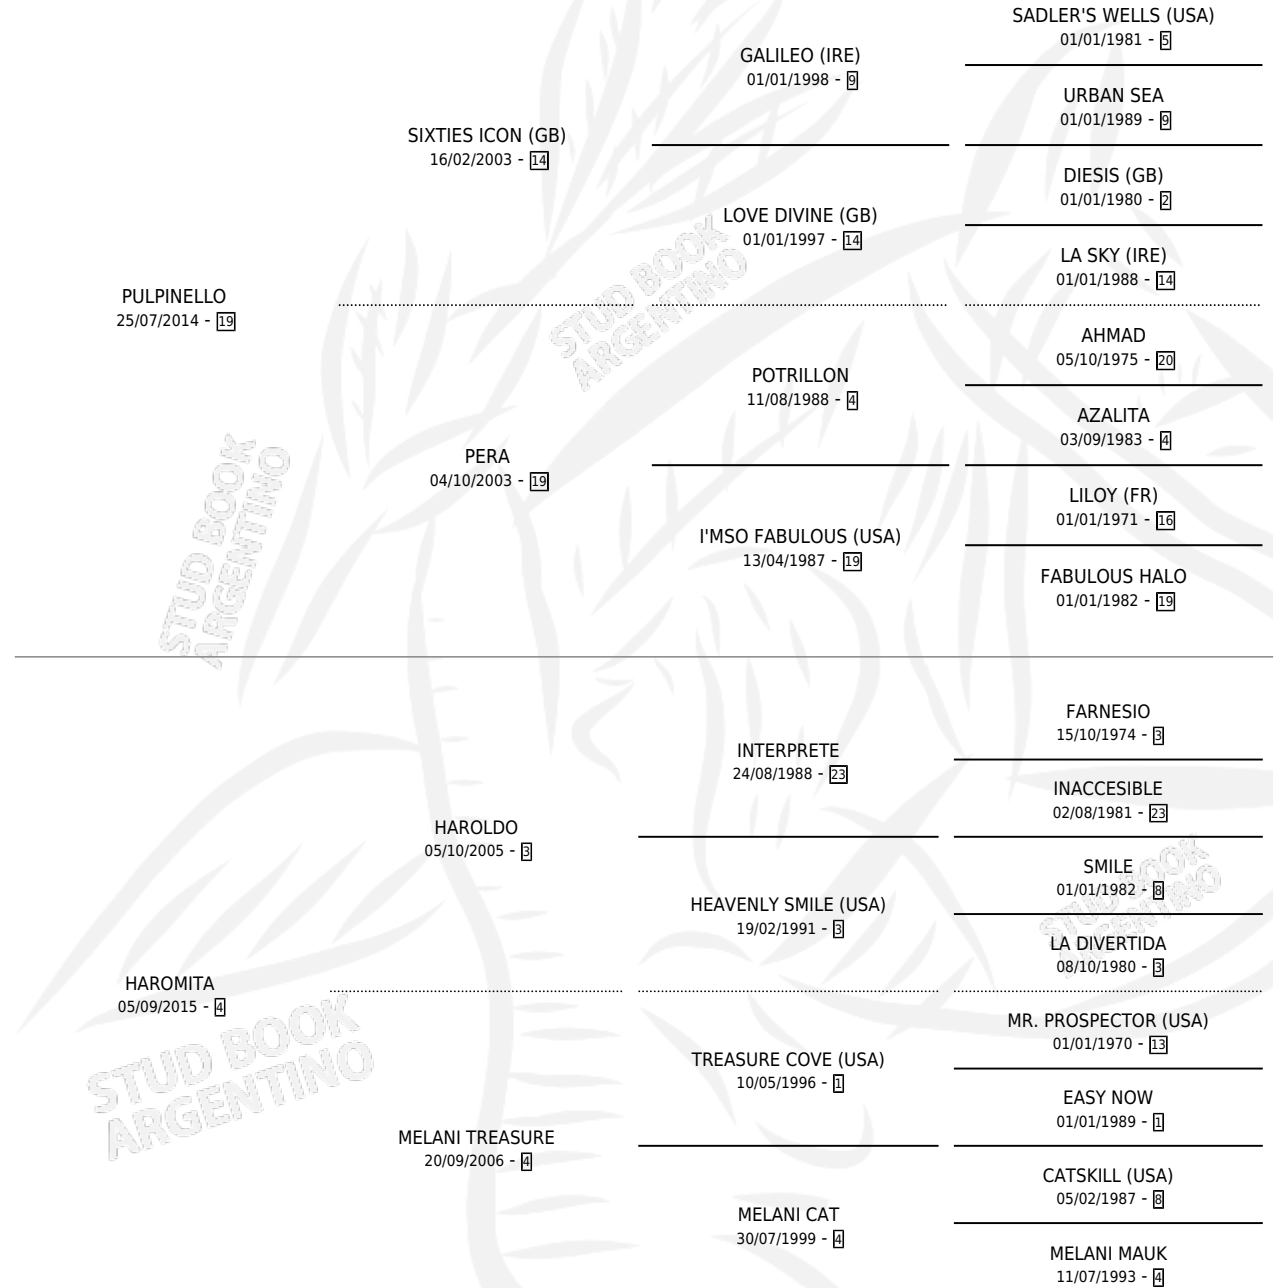 SADLER'S WELLS (USA)
01/01/1981 - 5
GALILEO (IRE)
01/01/1998 - 9
URBAN SEA
01/01/1989 - 9
SIXTIES ICON (GB)
16/02/2003 - 14
DIESIS (GB)
01/01/1980 - 2
LOVE DIVINE (GB)
01/01/1997 - 14
LA SKY (IRE)
01/01/1988 - 14
PULPINELLO
25/07/2014 - 19
STUD BOOK
ARGENTINO
AHMAD
05/10/1975 - 20
POTRILLON
11/08/1988 - 4
AZALITA
03/09/1983 - 4
PERA
04/10/2003 - 19
LILOY (FR)
01/01/1971 - 16
I'MSO FABULOUS (USA)
13/04/1987 - 19
FABULOUS HALO
01/01/1982 - 19
STUD BOOK
ARGENTINO
FARNESIO
15/10/1974 - 3
INTERPRETE
24/08/1988 - 23
INACCESIBLE
02/08/1981 - 23
HAROLDO
05/10/2005 - 3
SMILE
01/01/1982 - 8
HEAVENLY SMILE (USA)
19/02/1991 - 3
STUD BOOK
ARGENTINO
LA DIVERTIDA
08/10/1980 - 3
HAROMITA
05/09/2015 - 4
MR. PROSPECTOR (USA)
01/01/1970 - 13
STUD BOOK
ARGENTINO
TREASURE COVE (USA)
10/05/1996 - 1
EASY NOW
01/01/1989 - 1
MELANI TREASURE
20/09/2006 - 4
CATSKILL (USA)
05/02/1987 - 8
MELANI CAT
30/07/1999 - 4
MELANI MAUK
11/07/1993 - 4